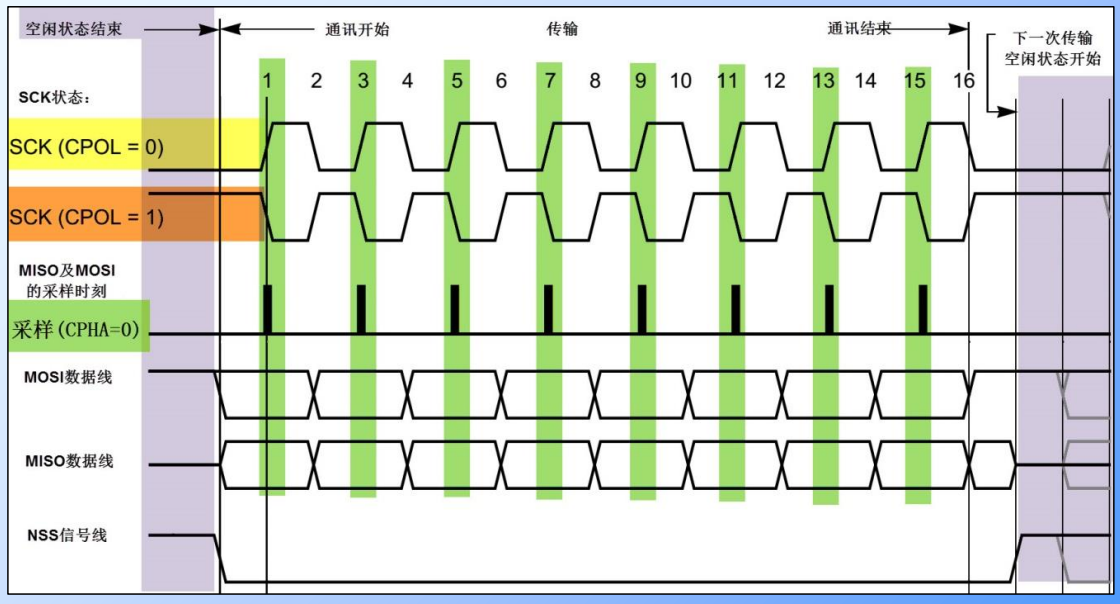 空闲状态结束
通讯开始
传输
通讯结束
下一次传输
空闲状态开始
1 2 3 4 5 6 7 8 9 10 11 12 13 14 15 16
SCK状态：
SCK (CPOL = 0)
SCK (CPOL = 1)
MISO及MOSI
的采样时刻
采样(CPHA=0)
MOSI数据线
MISO数据线
NSS信号线